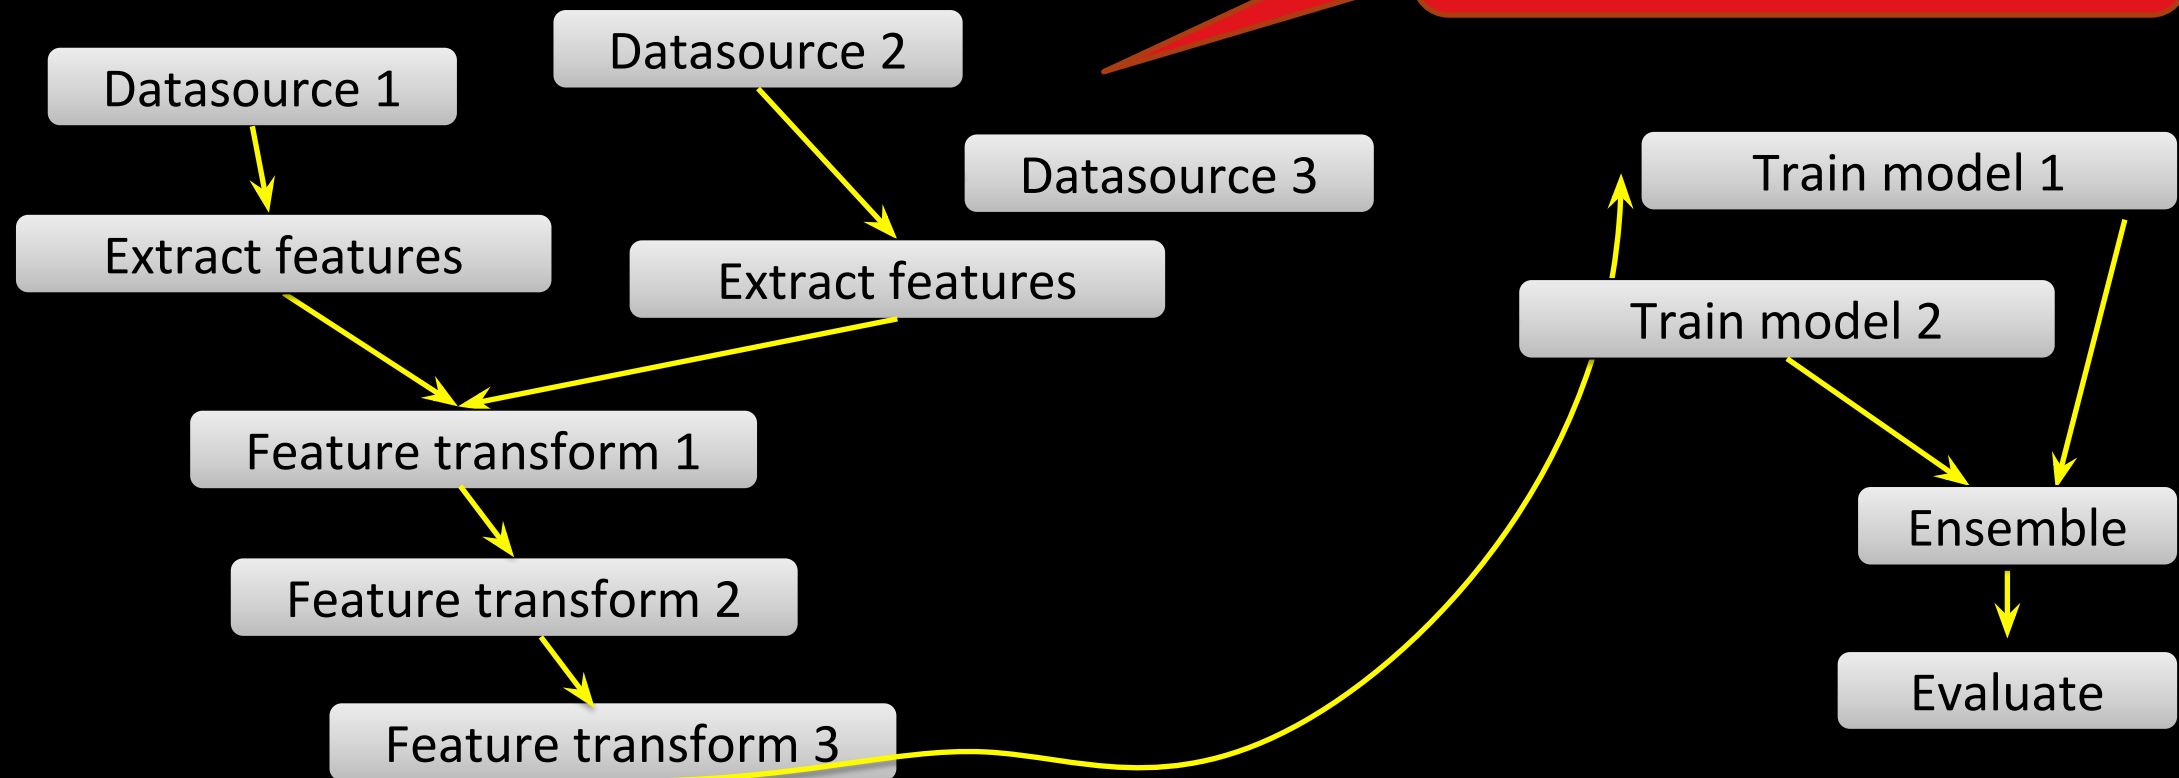 Datasource 1
Datasource 2
Datasource 3
Extract features
Extract features
Feature transform 1
Feature transform 2
Feature transform 3
Train model 1
Train model 2
Ensemble
Evaluate